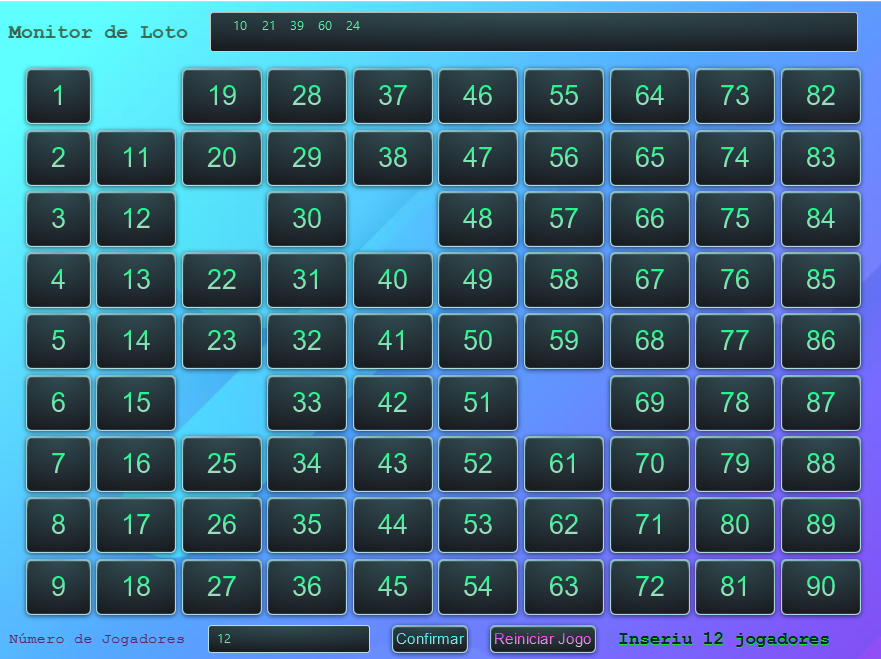 Monitor de Loto 10 21 39 60 24
1 19 28 37 46 55 64 73 82
2 11 20 29 38 47 56 65 74 83
3 12 30 48 57 66 75 84
4 13 22 31 40 49 58 67 76 85
5 14 23 32 41 50 59 68 77 86
6 15 33 42 51 69 78 87
7 16 25 34 43 52 61 70 79 88
8 17 26 35 44 53 62 71 80 89
9 18 27 36 45 54 63 72 81 90
Número de Jogadores 12 Confirmar Reiniciar Jogo Inseriu 12 jogadores